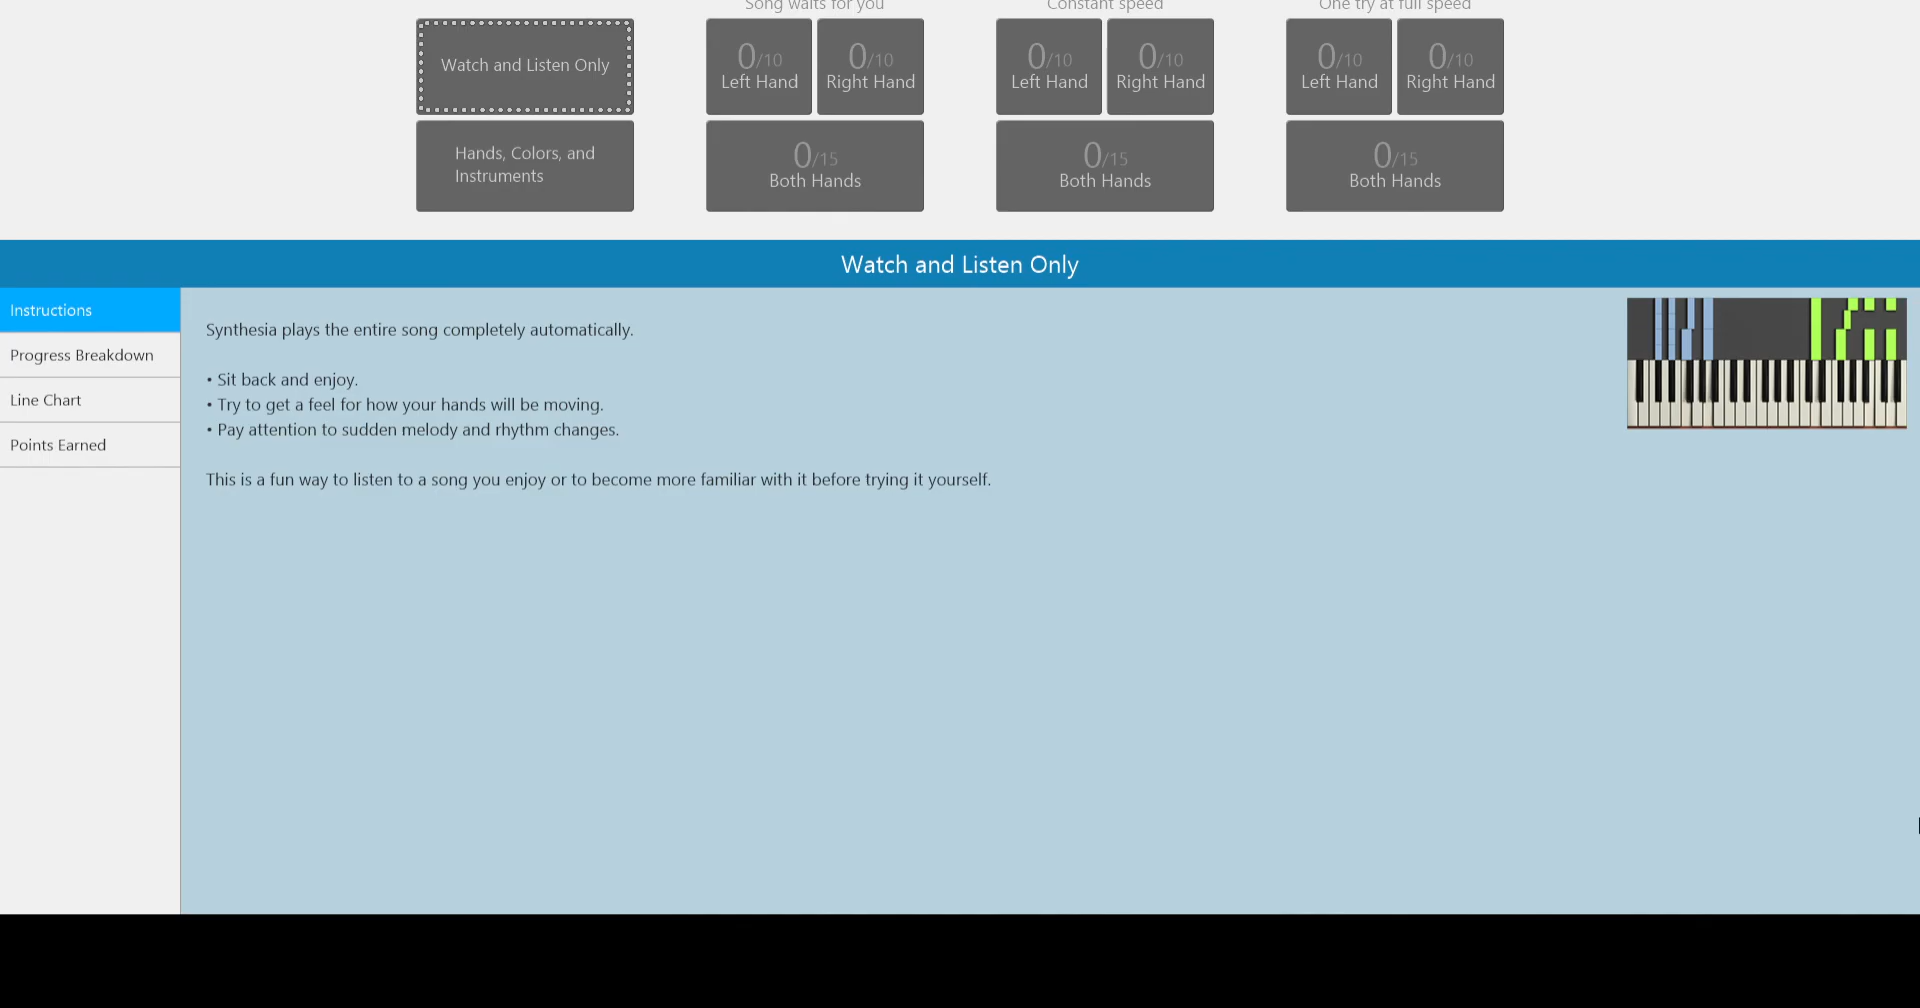 Song waits for you
Constant speed
One try at full speed
Watch and Listen Only
0/10
Left Hand
0/10
Right Hand
0/10
Left Hand
0/10
Right Hand
0/10
Left Hand
0/10
Right Hand
Hands, Colors, and
Instruments
0/15
Both Hands
0/15
Both Hands
0/15
Both Hands
Watch and Listen Only
Instructions
Progress Breakdown
Line Chart
Points Earned
Synthesia plays the entire song completely automatically.
• Sit back and enjoy.
• Try to get a feel for how your hands will be moving.
• Pay attention to sudden melody and rhythm changes.
This is a fun way to listen to a song you enjoy or to become more familiar with it before trying it yourself.